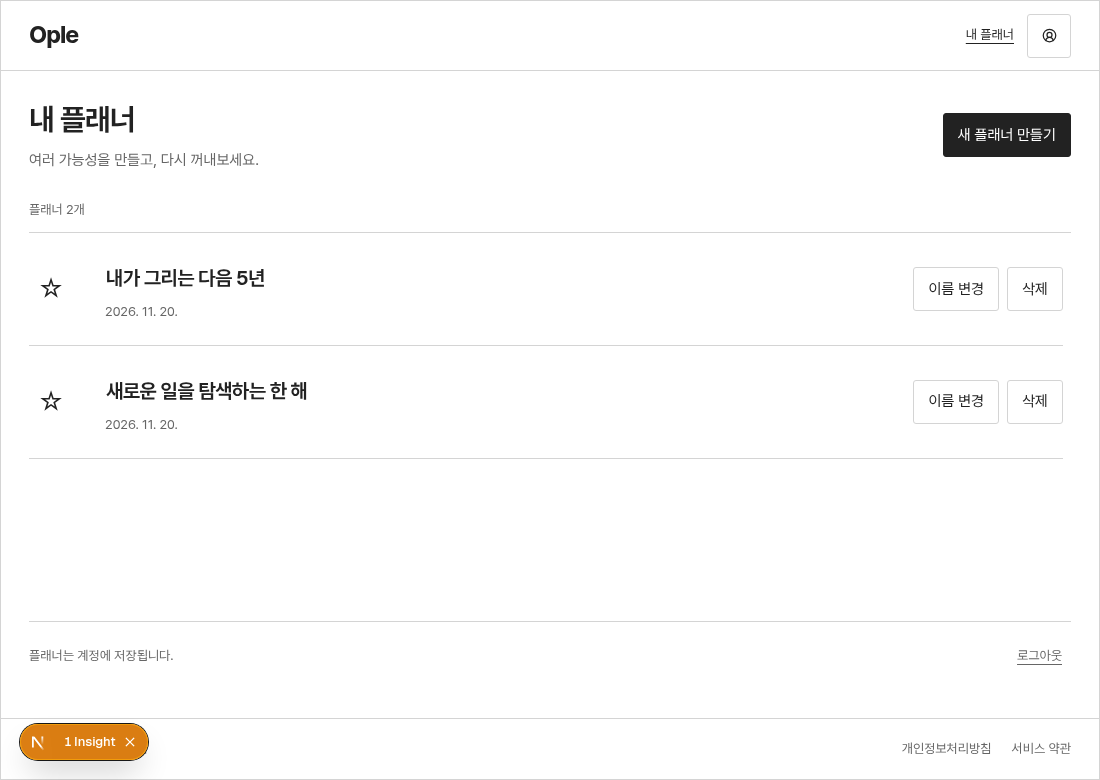 Ople
내 플래너
내 플래너
새 플래너 만들기
여러 가능성을 만들고, 다시 꺼내보세요.
플래너 2개
내가 그리는 다음 5년
2026. 11. 20.
이름 변경
삭제
새로운 일을 탐색하는 한 해
2026. 11. 20.
이름 변경
삭제
플래너는 계정에 저장됩니다.
로그아웃
1 Insight
개인정보처리방침
서비스 약관